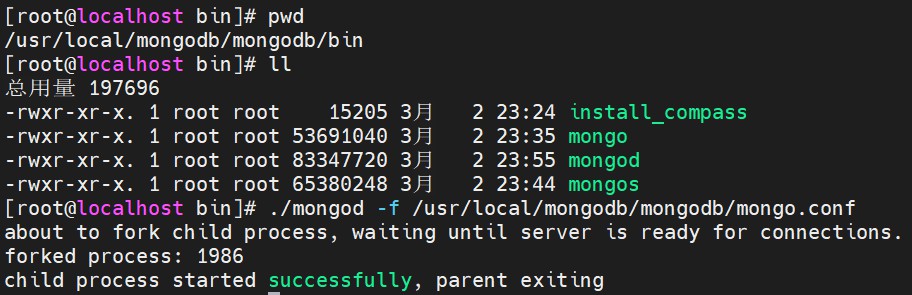 [root@localhost bin]# pwd
/usr/local/mongodb/mongodb/bin
[root@localhost bin]# ll
总用量 197696
-rwxr-xr-x. 1 root root    15205 3月   2 23:24 install_compass
-rwxr-xr-x. 1 root root 53691040 3月   2 23:35 mongo
-rwxr-xr-x. 1 root root 83347720 3月   2 23:55 mongod
-rwxr-xr-x. 1 root root 65380248 3月   2 23:44 mongos
[root@localhost bin]# ./mongod -f /usr/local/mongodb/mongodb/mongo.conf
about to fork child process, waiting until server is ready for connections.
forked process: 1986
child process started successfully, parent exiting